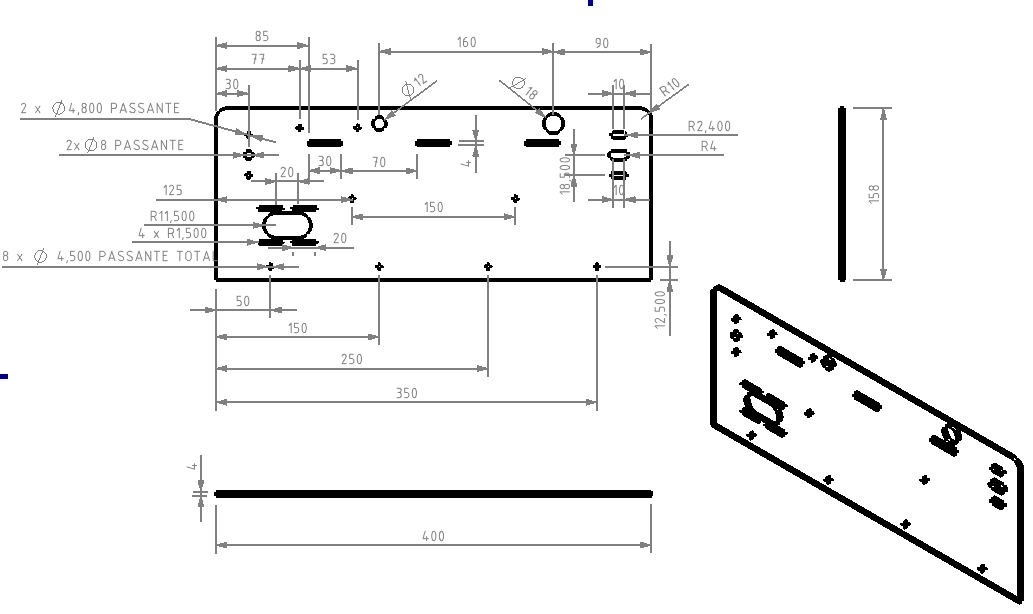 85
160
90
77
53
30
Ø12
Ø18
10
R10
2 x Ø4,800 PASSANTE
R2,400
2x Ø8 PASSANTE
R4
30
70
4
18,500
20
10
158
125
150
R11,500
4 x R1,500
20
8 x Ø 4,500 PASSANTE TOTAL
50
12,500
150
250
350
4
400